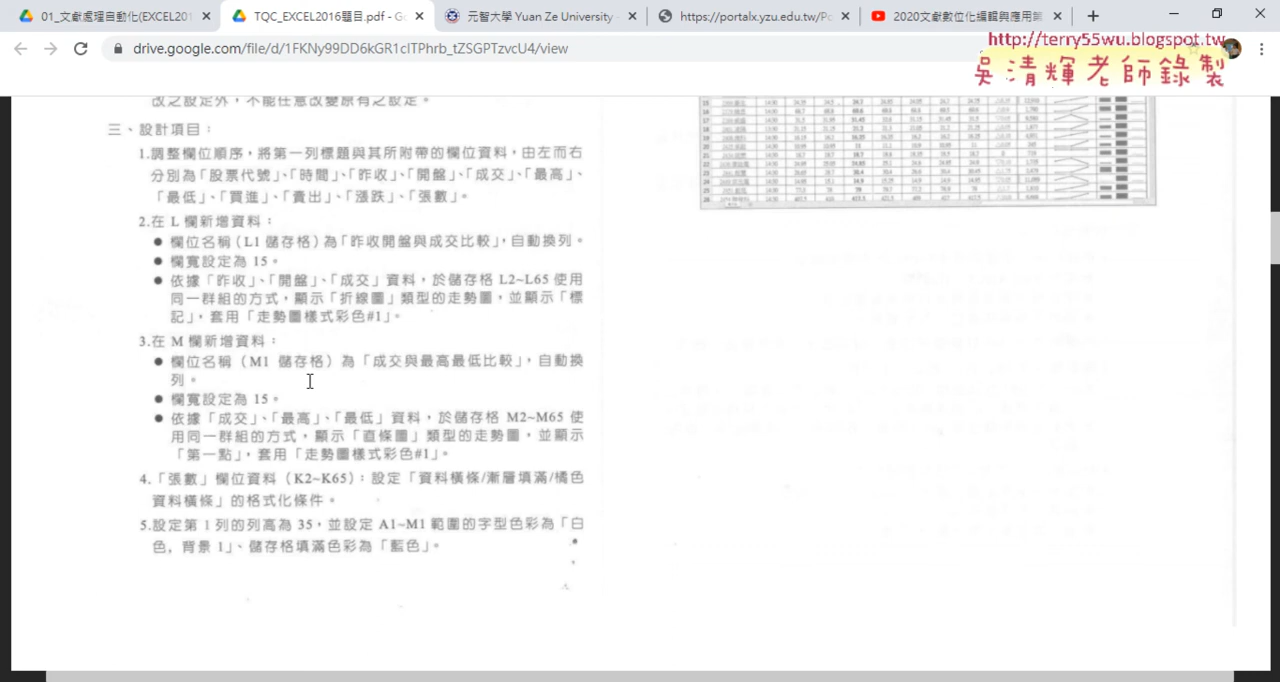 01_文獻處理自動化(EXCEL201
TQC_EXCEL2016題目.pdf - Go
元智大學 Yuan Ze University -
https://portalx.yzu.edu.tw/Po
2020文獻數位化編輯與應用
drive.google.com/file/d/1FKNy99DD6kGR1cITPhrb_tZSGPTzvcU4/view
http://terry55wu.blogspot.tw
吳清輝老師錄製
改之設定外，不能任意改變原有之設定。
三、設計項目：
1.調整欄位順序，將第一列標題與其所附帶的欄位資料，由左而右
分別為「股票代號」、「時間」、「昨收」、「開盤」、「成交」、「最高」、
「最低」、「買進」、「賣出」、「漲跌」、「張數」。
2.在 L 欄新增資料：
● 欄位名稱（L1 儲存格）為「昨收開盤與成交比較」，自動換列。
● 欄寬設定為 15。
● 依據「昨收」、「開盤」、「成交」資料，於儲存格 L2~L65 使用
同一群組的方式，顯示「折線圖」類型的走勢圖，並顯示「標
記」，套用「走勢圖樣式彩色#1」。
3.在 M 欄新增資料：
● 欄位名稱（M1 儲存格）為「成交與最高最低比較」，自動換
列。
● 欄寬設定為 15。
● 依據「成交」、「最高」、「最低」資料，於儲存格 M2~M65 使
用同一群組的方式，顯示「直條圖」類型的走勢圖，並顯示
「第一點」，套用「走勢圖樣式彩色#1」。
4.「張數」欄位資料（K2~K65）：設定「資料橫條/漸層填滿/橘色
資料橫條」的格式化條件。
5.設定第 1 列的列高為 35，並設定 A1~M1 範圍的字型色彩為「白
色，背景 1」、儲存格填滿色彩為「藍色」。